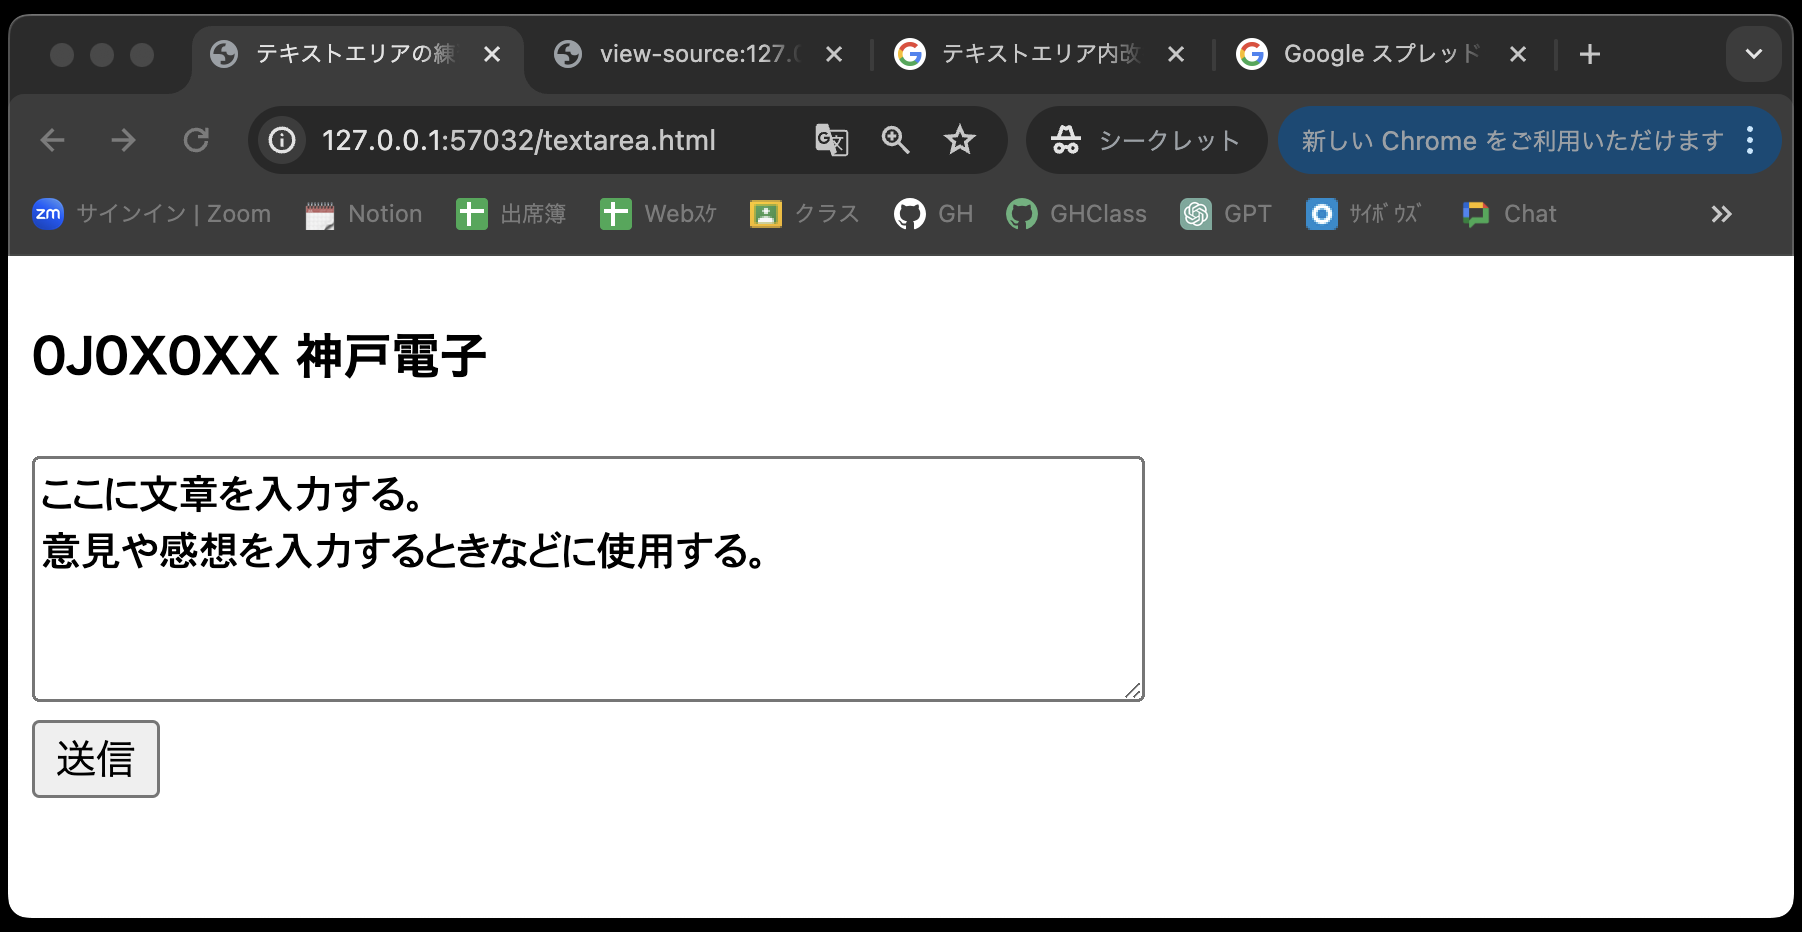 テキストエリアの練
view-source:127.0
テキストエリア内改
Google スプレッド
127.0.0.1:57032/textarea.html
シークレット
新しい Chrome をご利用いただけます
zm サインイン | Zoom
Notion
出席簿
Webｽｹ
クラス
GH
GHClass
GPT
ｻｲﾎﾞｳｽﾞ
Chat
0J0X0XX 神戸電子
ここに文章を入力する。
意見や感想を入力するときなどに使用する。
送信